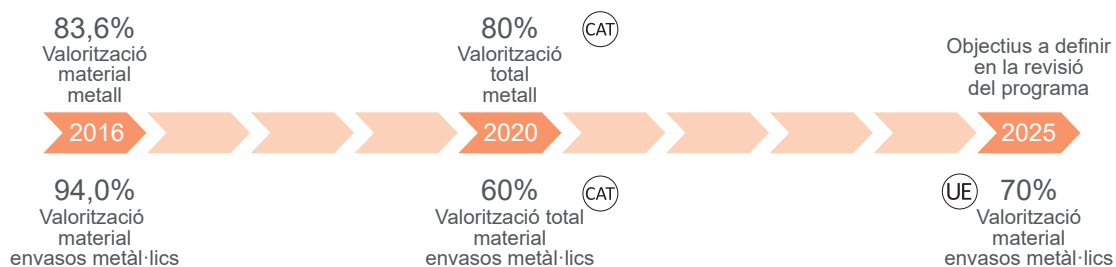 83,6%
Valorització
material
metall
80%
Valorització
total
metall
CAT
Objectius a definir
en la revisió
del programa
2016
2020
2025
94,0%
Valorització
material
envasos metàl·lics
60%
Valorització total
material
envasos metàl·lics
CAT
UE
70%
Valorització
material
envasos metàl·lics